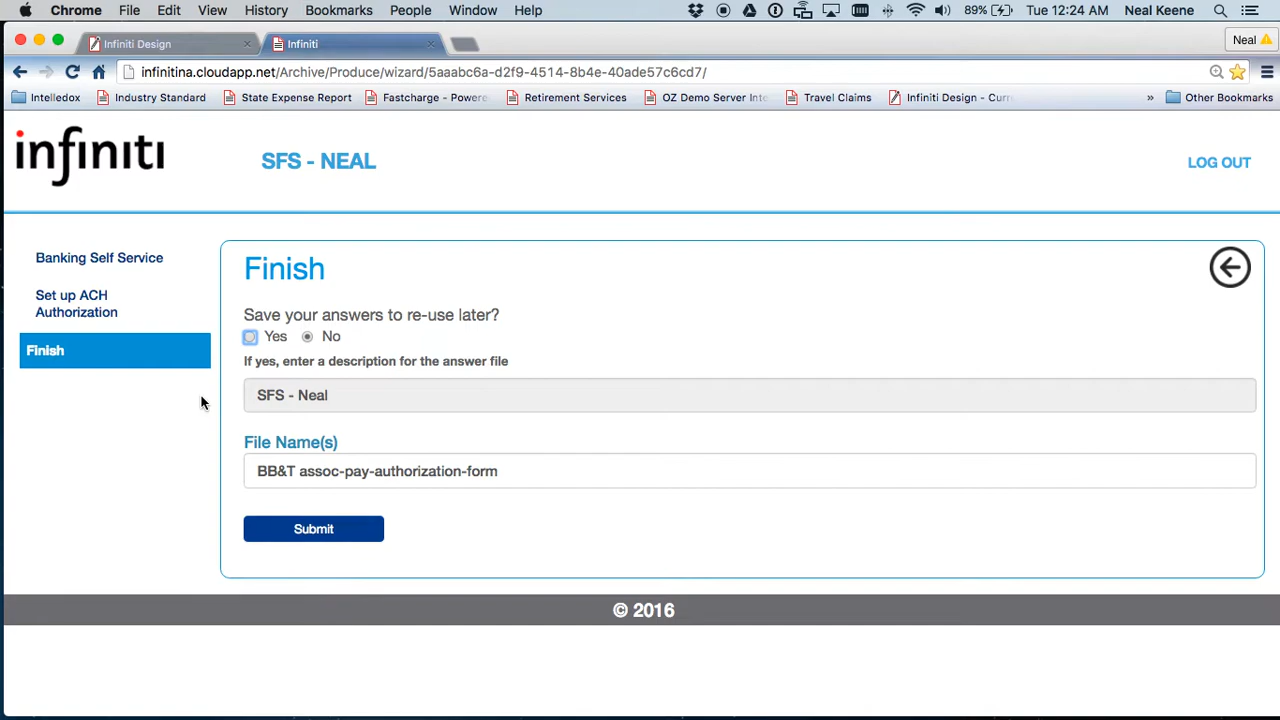 Chrome File Edit View History Bookmarks People Window Help 89% Tue 12:24 AM Neal Keene
Infiniti Design Infiniti Neal
infinitina.cloudapp.net/Archive/Produce/wizard/5aaabc6a-d2f9-4514-8b4e-40ade57c6cd7/
Intelledox Industry Standard State Expense Report Fastcharge - Powere Retirement Services OZ Demo Server Inte Travel Claims Infiniti Design - Curr » Other Bookmarks
infiniti
SFS - NEAL
LOG OUT
Banking Self Service
Set up ACH
Authorization
Finish
Finish
Save your answers to re-use later?
Yes No
If yes, enter a description for the answer file
SFS - Neal
File Name(s)
BB&T assoc-pay-authorization-form
Submit
© 2016